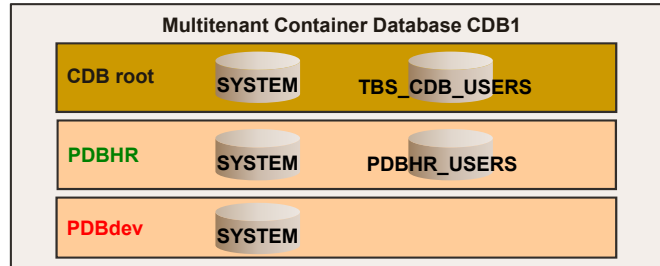 Multitenant Container Database CDB1
CDB root
SYSTEM
TBS_CDB_USERS
PDBHR
SYSTEM
PDBHR_USERS
PDBdev
SYSTEM